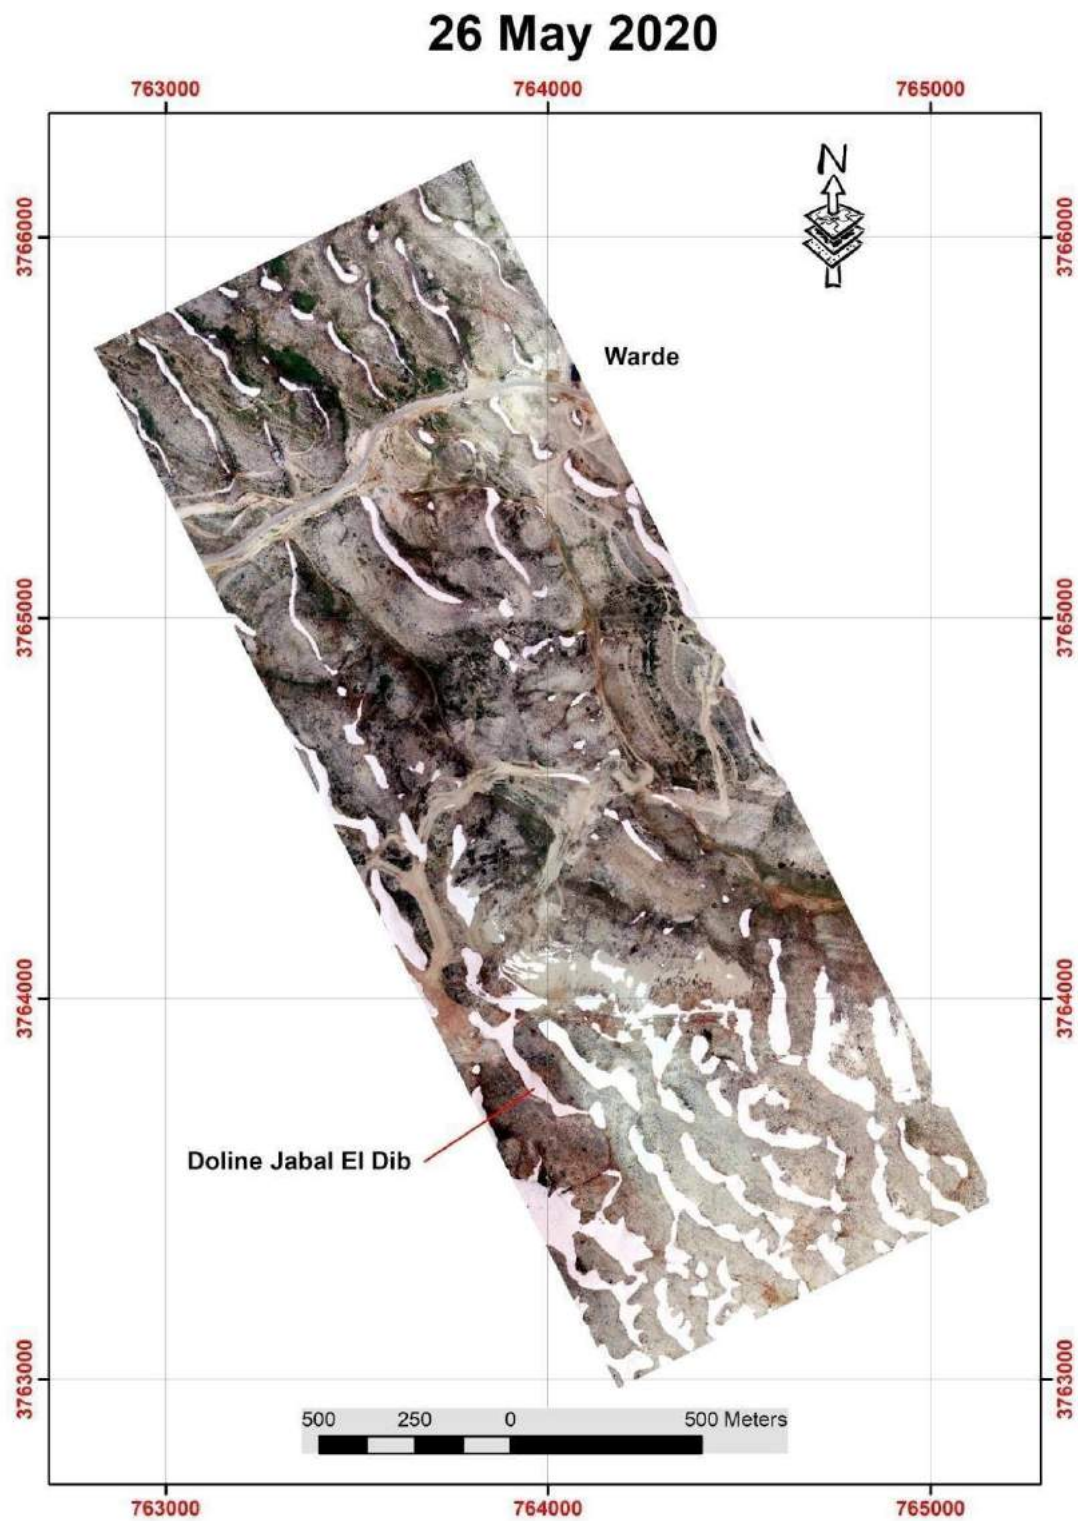 26 May 2020
763000 764000 765000
N
3766000 3766000
Warde
3765000 3765000
3764000 3764000
Doline Jabal El Dib
3763000 3763000
500 250 0 500 Meters
763000 764000 765000